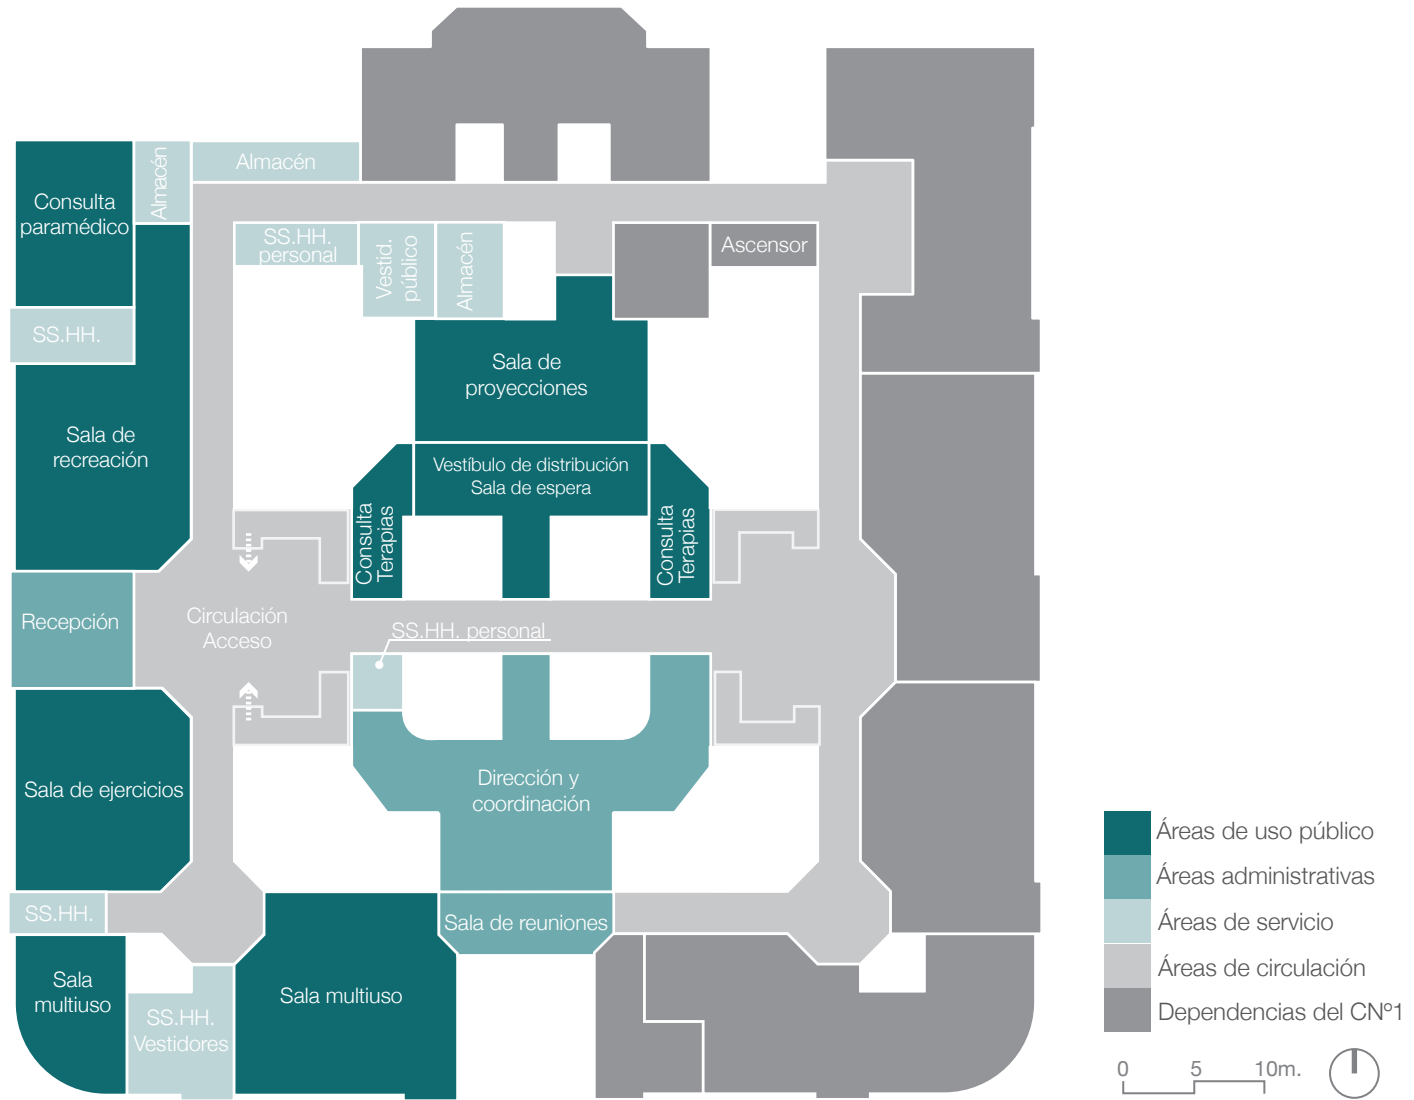 Almacén
Almacén
Consulta
paramédico
SS.HH.
personal
Vestid.
público
Almacén
Ascensor
SS.HH.
Sala de
proyecciones
Sala de
recreación
Vestíbulo de distribución
Sala de espera
Consulta
Terapias
Consulta
Terapias
Recepción
Circulación
Acceso
SS.HH. personal
Sala de ejercicios
Dirección y
coordinación
SS.HH.
Sala de reuniones
Sala
multiuso
SS.HH.
Vestidores
Sala multiuso
Áreas de uso público
Áreas administrativas
Áreas de servicio
Áreas de circulación
Dependencias del CNº1
0 5 10m.